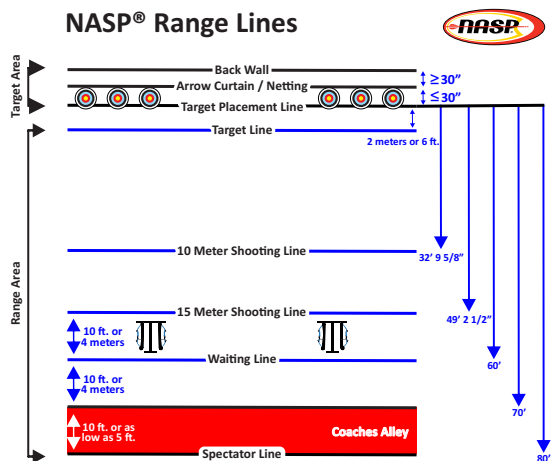 NASP® Range Lines
NASP
Target Area
Back Wall
≥30”
Arrow Curtain / Netting
≤30”
Target Placement Line
Target Line
2 meters or 6 ft.
Range Area
10 Meter Shooting Line
32’ 9 5/8”
15 Meter Shooting Line
49’ 2 1/2”
10 ft. or
4 meters
Waiting Line
60’
10 ft. or
4 meters
70’
10 ft. or as
low as 5 ft.
Coaches Alley
Spectator Line
80’